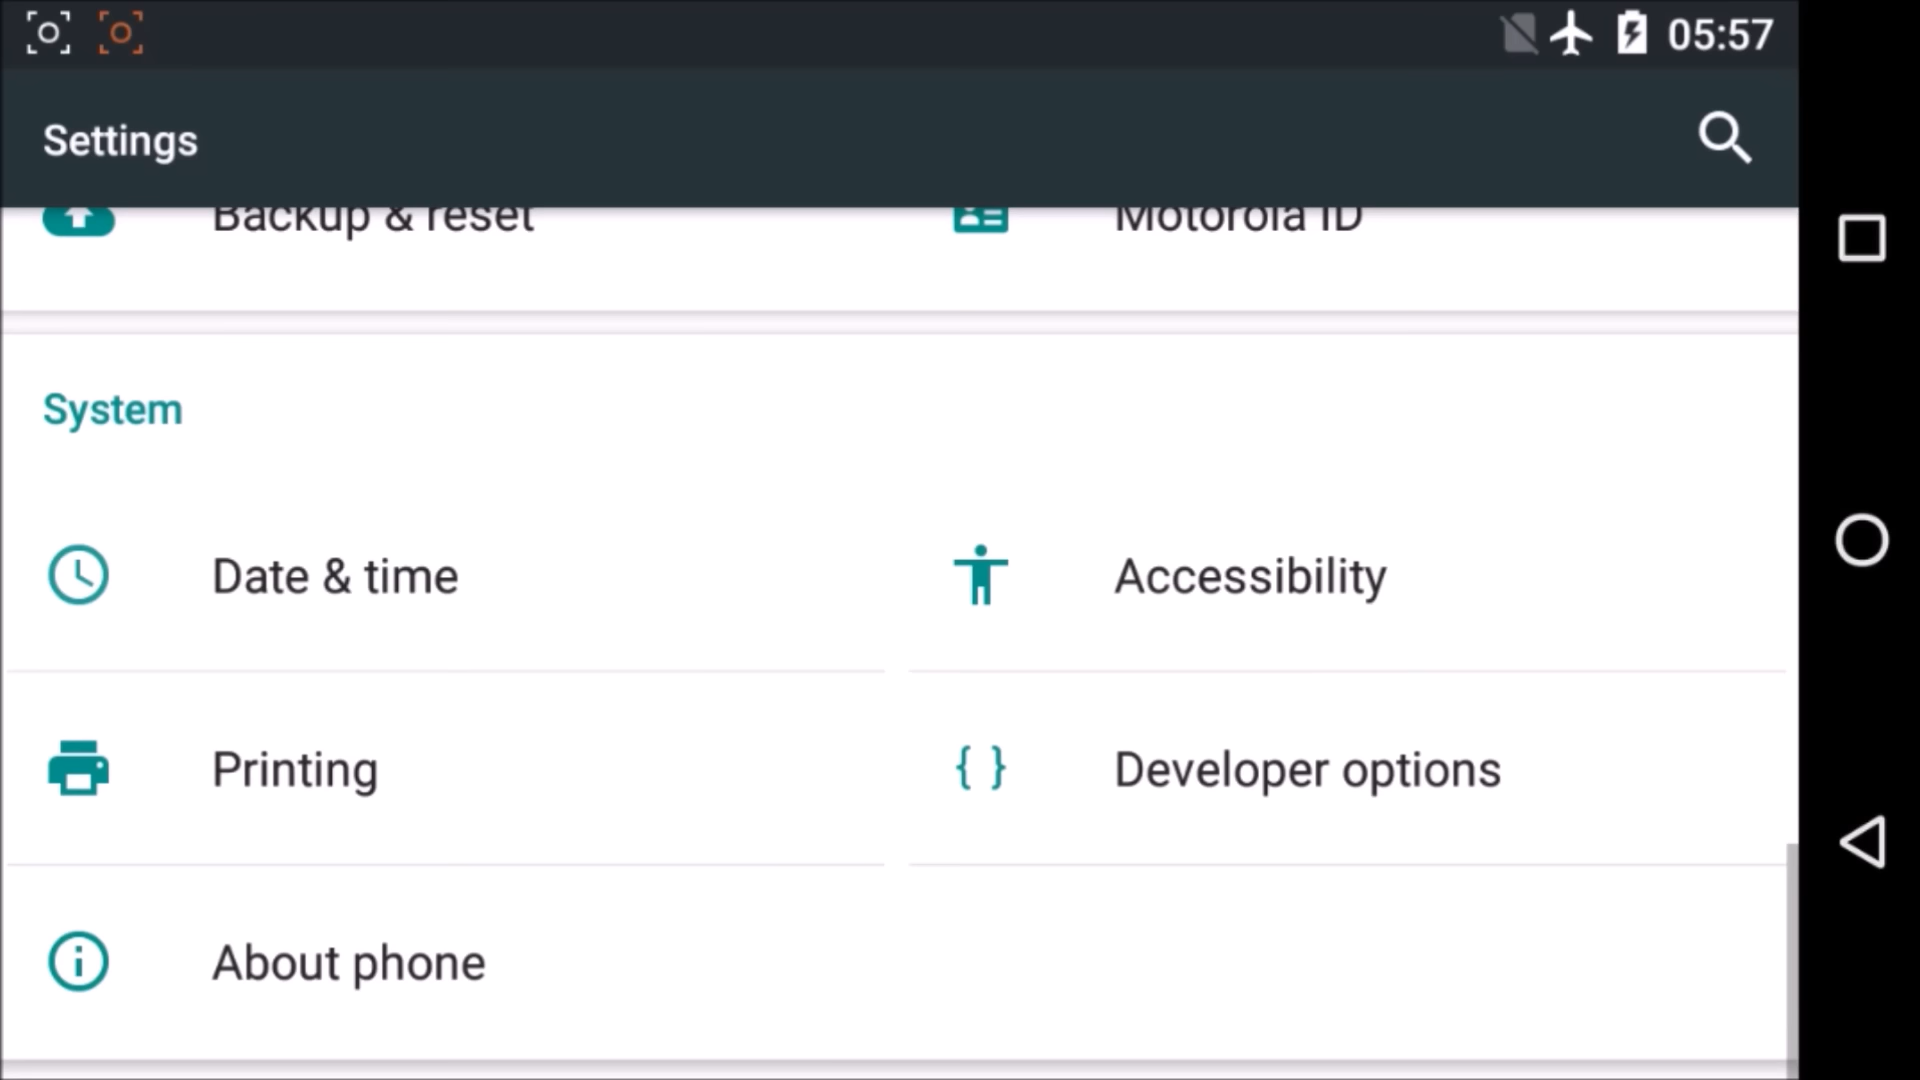 05:57
Settings
Backup & reset
Motorola ID
System
Date & time
Accessibility
Printing
{ } Developer options
About phone